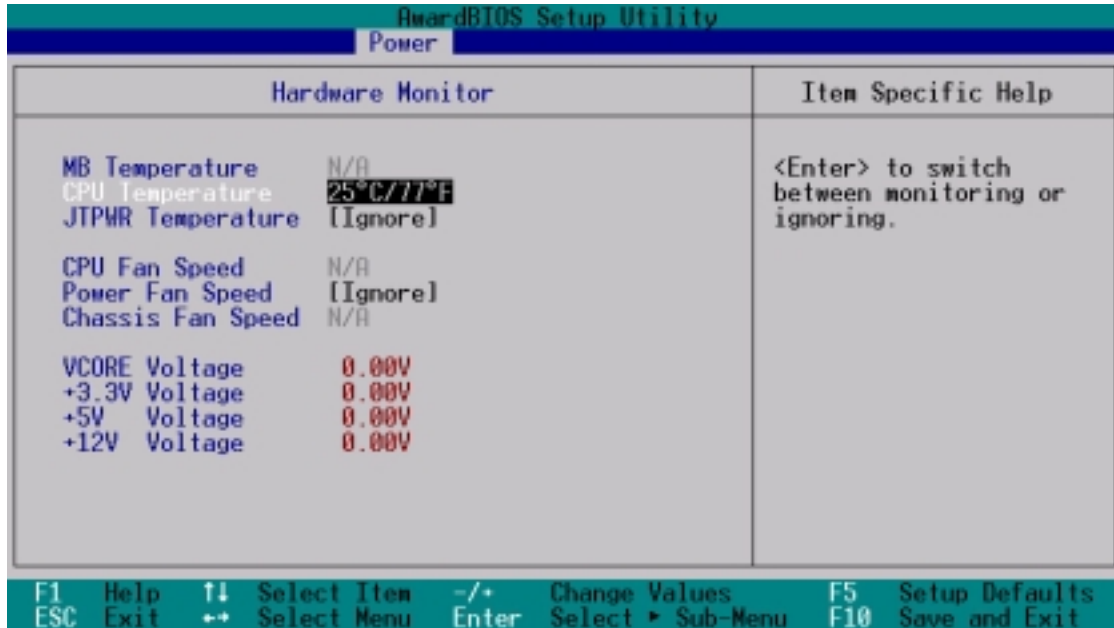 AwardBIOS Setup Utility
Power
Hardware Monitor
Item Specific Help
MB Temperature N/A
CPU Temperature 25°C/77°F
JTPWR Temperature [Ignore]
CPU Fan Speed N/A
Power Fan Speed [Ignore]
Chassis Fan Speed N/A
VCORE Voltage 0.00V
+3.3V Voltage 0.00V
+5V Voltage 0.00V
+12V Voltage 0.00V
<Enter> to switch
between monitoring or
ignoring.
F1 Help ↑↓ Select Item -/+ Change Values F5 Setup Defaults
ESC Exit ←→ Select Menu Enter Select ► Sub-Menu F10 Save and Exit